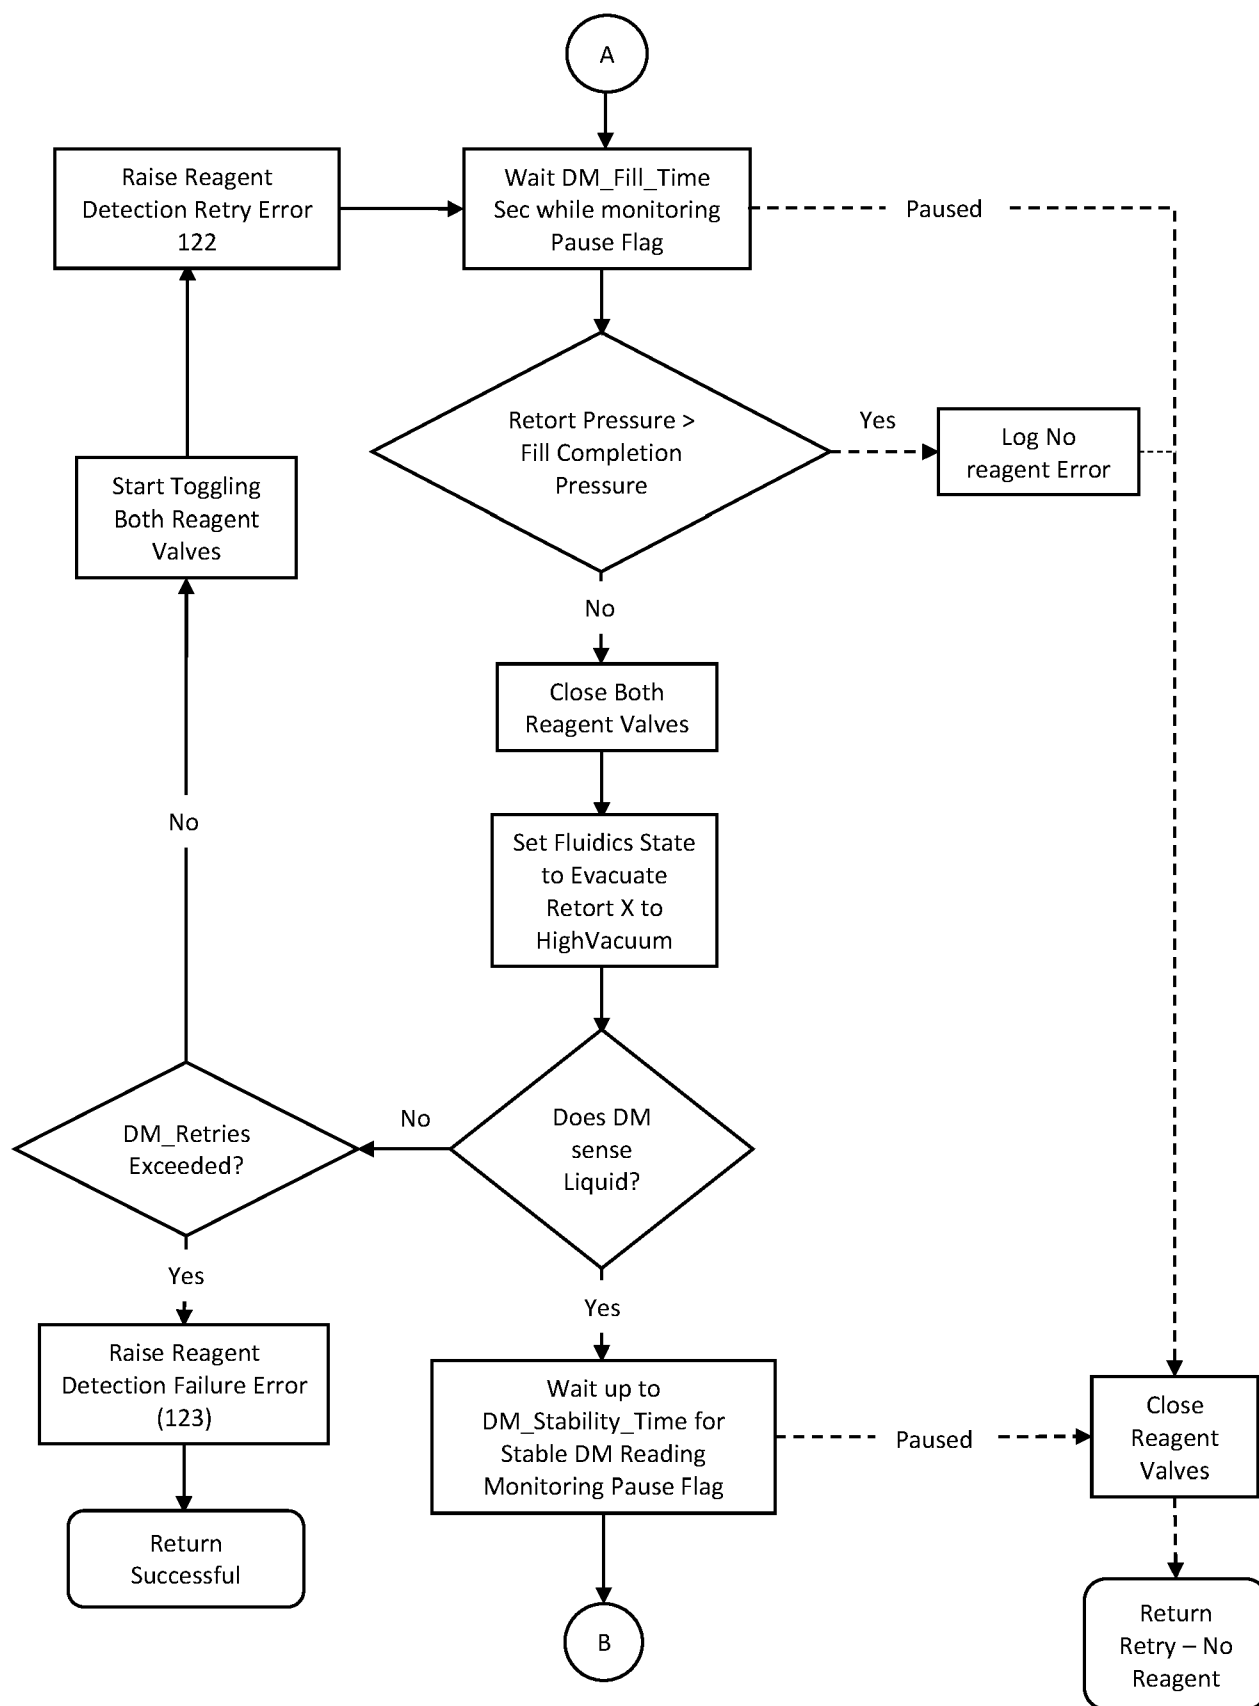 A
Raise Reagent
Detection Retry Error
122
Wait DM_Fill_Time
Sec while monitoring
Pause Flag
Paused
Retort Pressure >
Fill Completion
Pressure
Yes
Log No
reagent Error
Start Toggling
Both Reagent
Valves
No
Close Both
Reagent Valves
No
Set Fluidics State
to Evacuate
Retort X to
HighVacuum
DM_Retries
Exceeded?
No
Does DM
sense
Liquid?
Yes
Yes
Raise Reagent
Detection Failure Error
(123)
Wait up to
DM_Stability_Time for
Stable DM Reading
Monitoring Pause Flag
Paused
Close
Reagent
Valves
Return
Successful
B
Return
Retry – No
Reagent